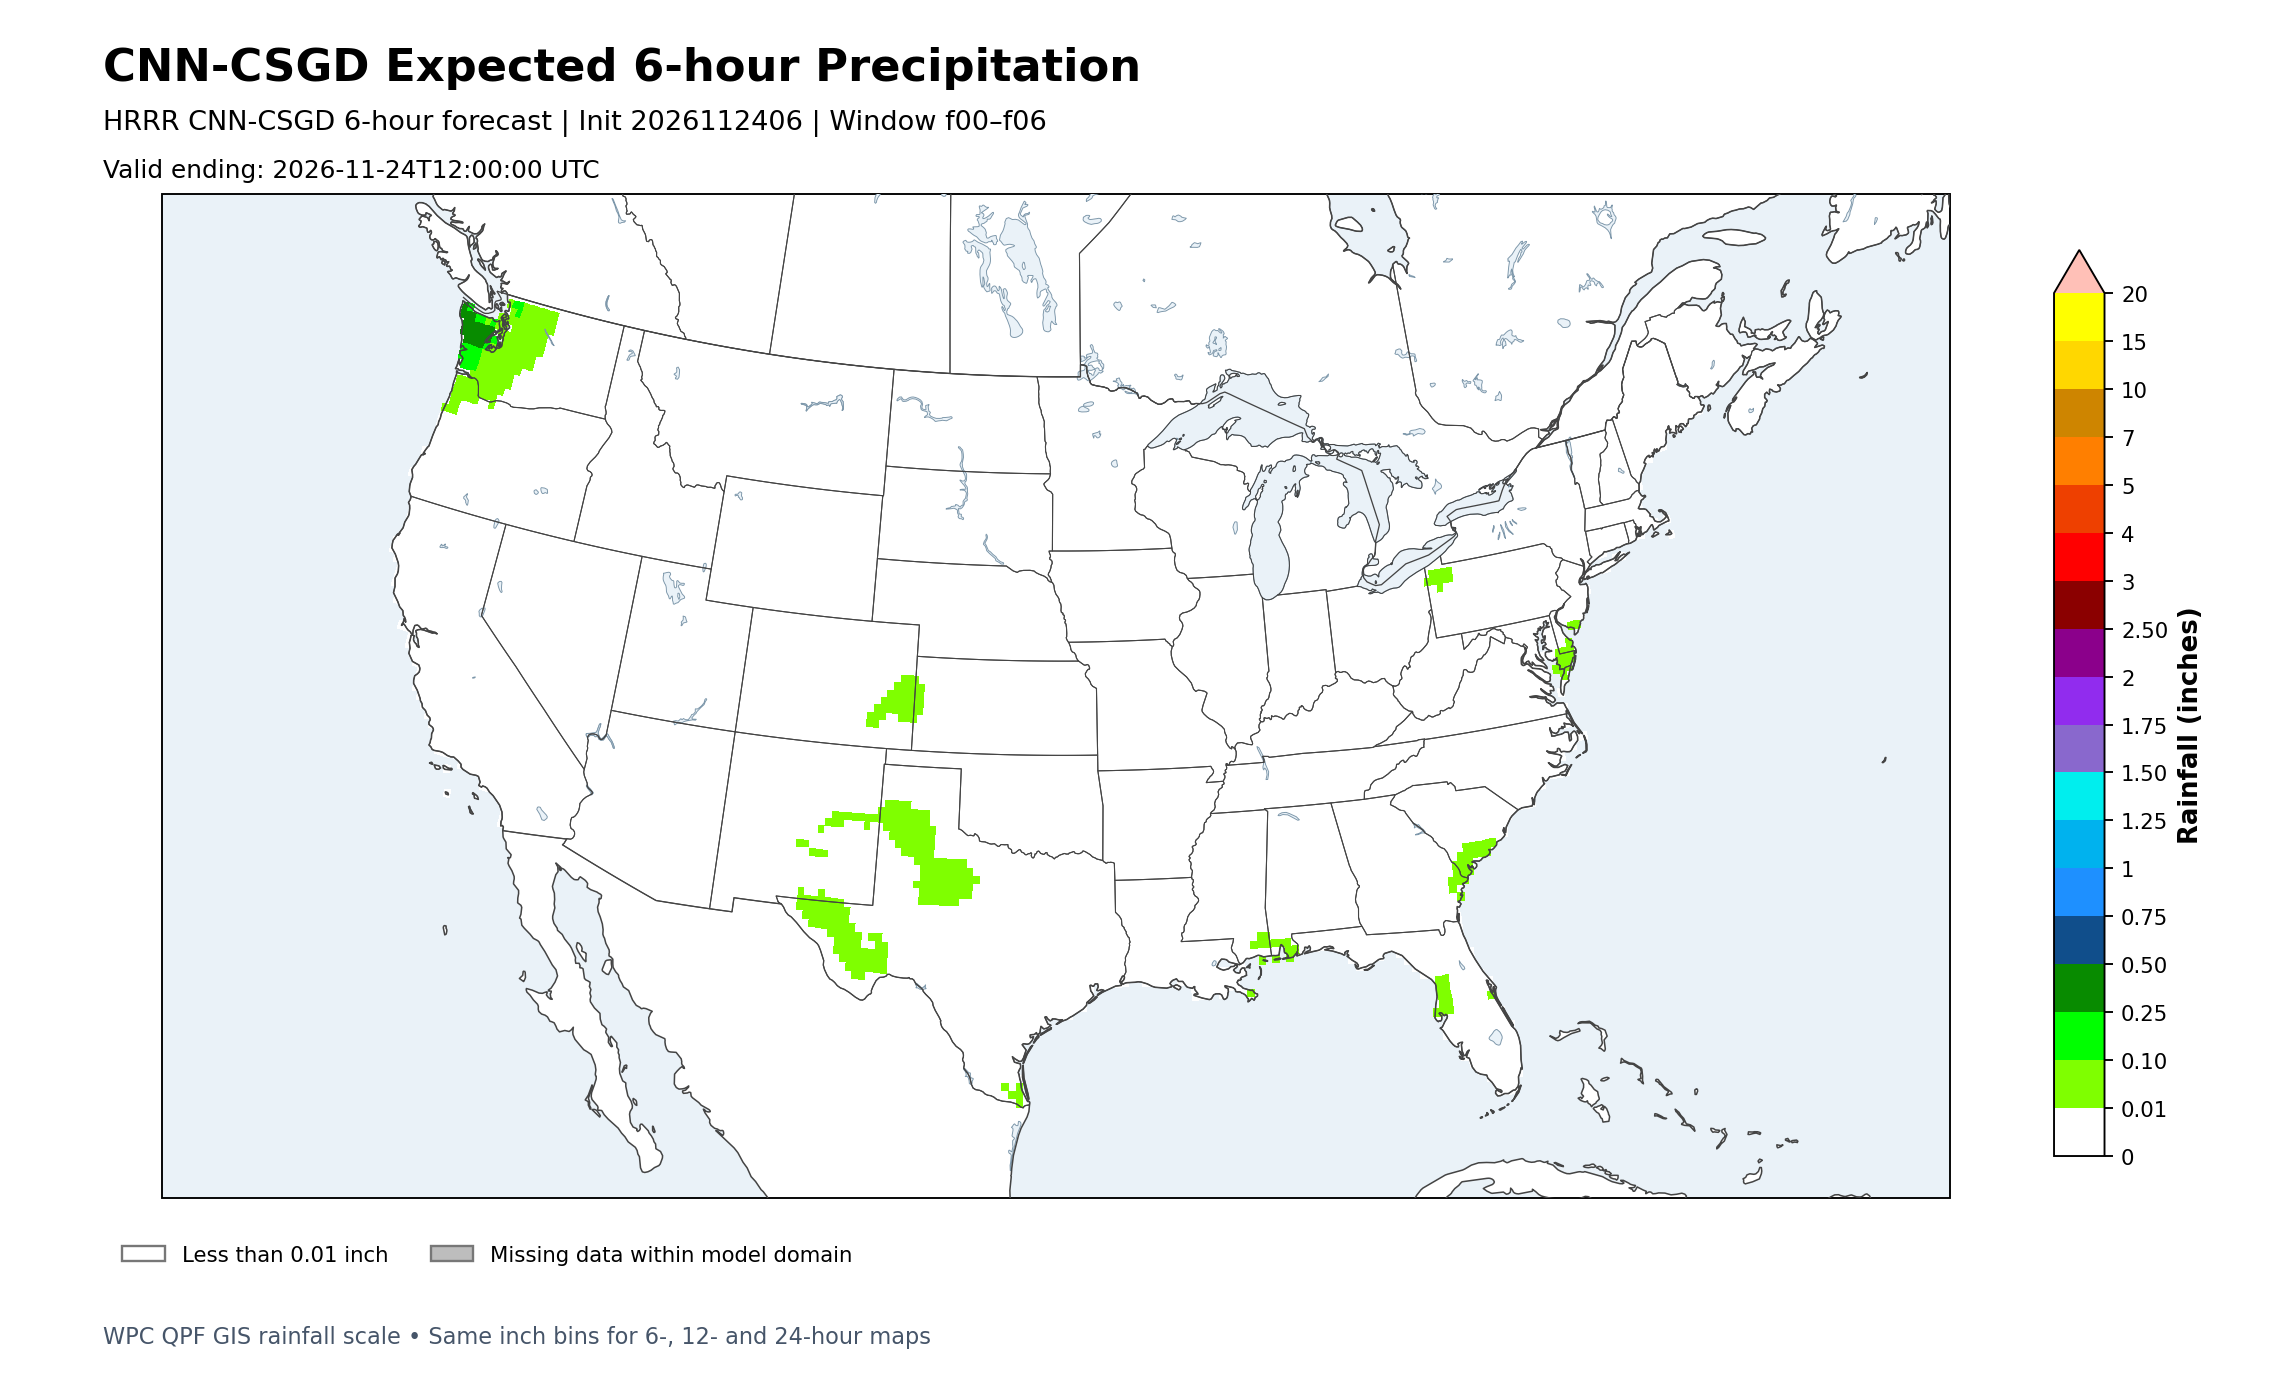 CNN-CSGD Expected 6-hour Precipitation
HRRR CNN-CSGD 6-hour forecast | Init 2026112406 | Window f00–f06
Valid ending: 2026-11-24T12:00:00 UTC
20
15
10
7
5
4
3
2.50
2
1.75
1.50
1.25
1
0.75
0.50
0.25
0.10
0.01
0
Rainfall (inches)
Less than 0.01 inch
Missing data within model domain
WPC QPF GIS rainfall scale • Same inch bins for 6-, 12- and 24-hour maps